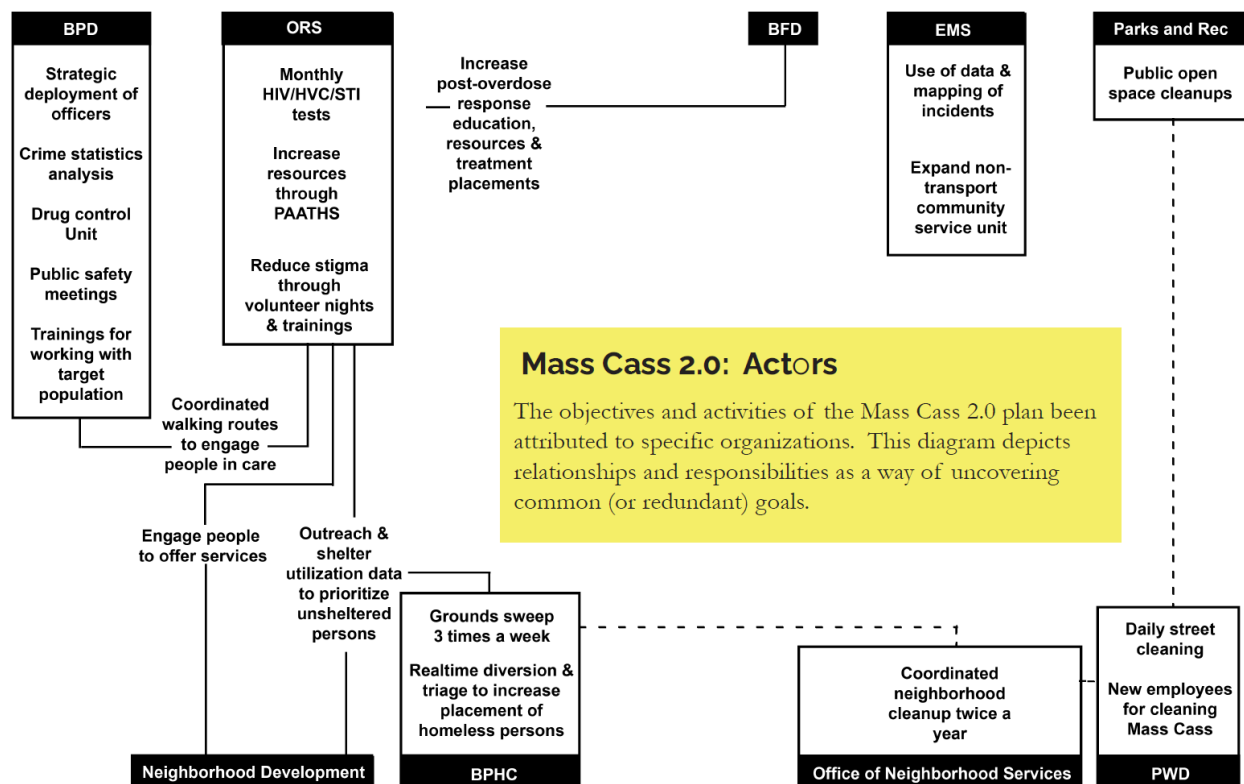 BPD
Strategic
deployment of
officers
Crime statistics
analysis
Drug control
Unit
Public safety
meetings
Trainings for
working with
target
population
ORS
Monthly
HIV/HVC/STI
tests
Increase
resources
through
PAATHS
Reduce stigma
through
volunteer nights
& trainings
Increase
post-overdose
response
education,
resources &
treatment
placements
BFD
EMS
Use of data &
mapping of
incidents
Expand non-
transport
community
service unit
Parks and Rec
Public open
space cleanups
Mass Cass 2.0: Actors
The objectives and activities of the Mass Cass 2.0 plan been
attributed to specific organizations. This diagram depicts
relationships and responsibilities as a way of uncovering
common (or redundant) goals.
Coordinated
walking routes
to engage
people in care
Engage people
to offer services
Outreach &
shelter
utilization data
to prioritize
unsheltered
persons
Grounds sweep
3 times a week
Realtime diversion &
triage to increase
placement of
homeless persons
Coordinated
neighborhood
cleanup twice a
year
Daily street
cleaning
New employees
for cleaning
Mass Cass
Neighborhood Development
BPHC
Office of Neighborhood Services
PWD